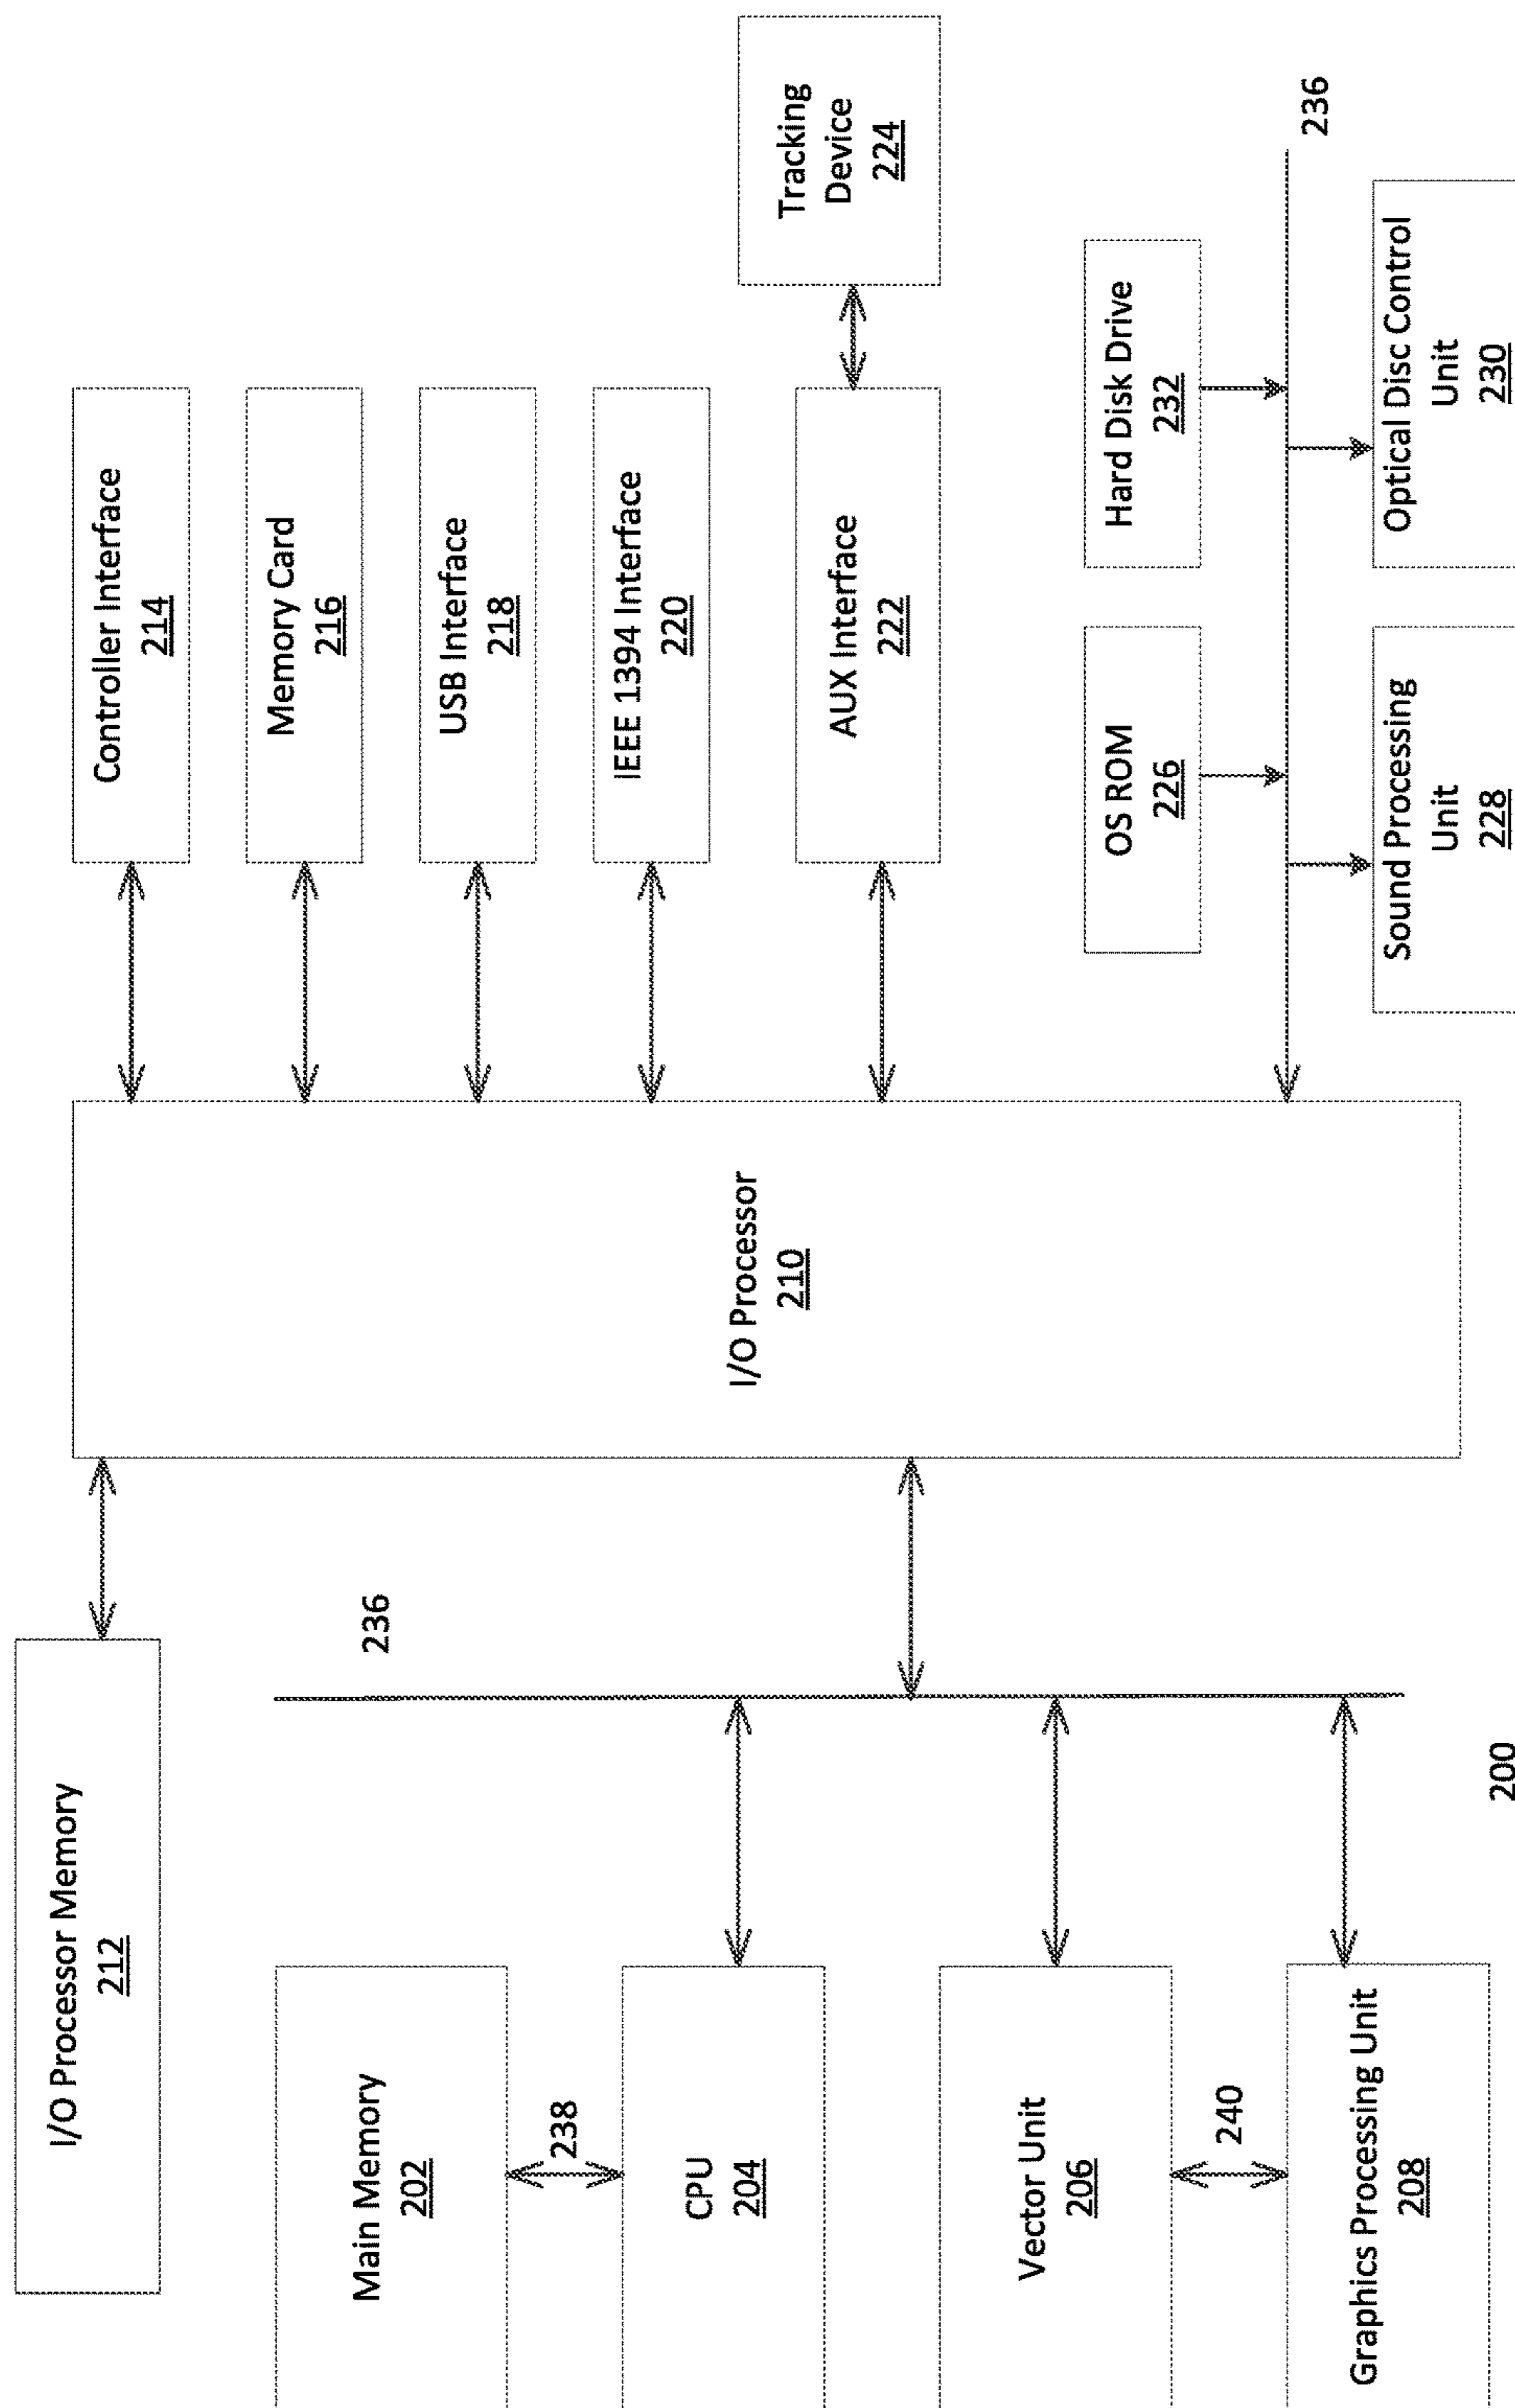 I/O Processor Memory
212
Main Memory
202
238
CPU
204
Vector Unit
206
240
Graphics Processing Unit
208
236
200
I/O Processor
210
Controller Interface
214
Memory Card
216
USB Interface
218
IEEE 1394 Interface
220
AUX Interface
222
Tracking
Device
224
OS ROM
226
Hard Disk Drive
232
236
Sound Processing
Unit
228
Optical Disc Control
Unit
230